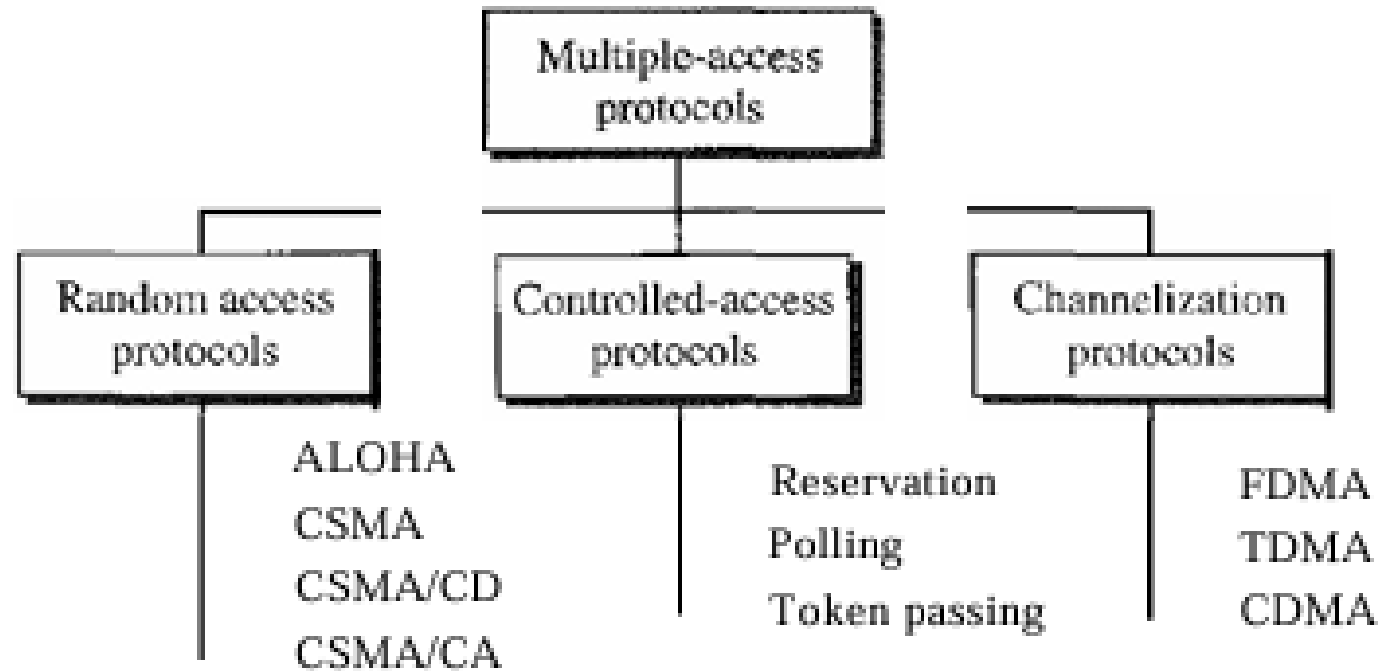 Multiple-access
protocols
Random access
protocols
Controlled-access
protocols
Channelization
protocols
ALOHA
CSMA
CSMA/CD
CSMA/CA
Reservation
Polling
Token passing
FDMA
TDMA
CDMA